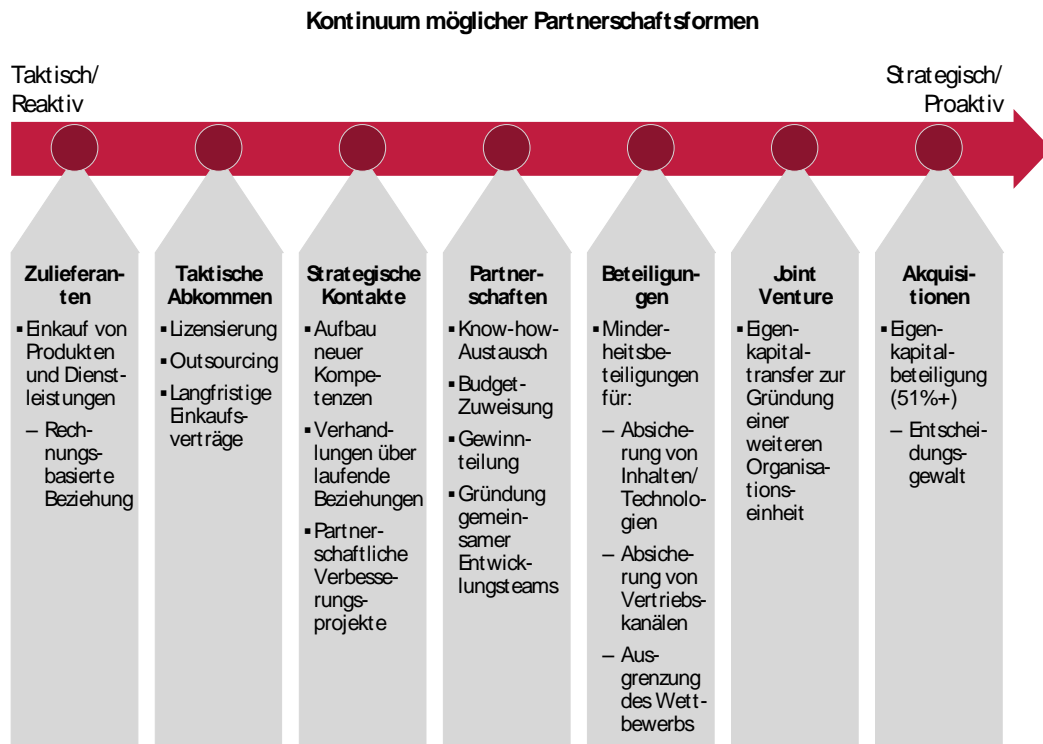 Kontinuum möglicher Partnerschaftsformen
Taktisch/
Reaktiv
Strategisch/
Proaktiv
Zulieferan-
ten
▪ Einkauf von
Produkten
und Dienst-
leistungen
– Rech-
nungs-
basierte
Beziehung
Taktische
Abkommen
▪ Lizensierung
▪ Outsourcing
▪ Langfristige
Einkaufs-
verträge
Strategische
Kontakte
▪ Aufbau
neuer
Kompe-
tenzen
▪ Verhand-
lungen über
laufende
Beziehungen
▪ Partner-
schaftliche
Verbesse-
rungs-
projekte
Partner-
schaften
▪ Know-how-
Austausch
▪ Budget-
Zuweisung
▪ Gewinn-
teilung
▪ Gründung
gemein-
samer
Entwick-
lungsteams
Beteiligun-
gen
▪ Minder-
heitsbe-
teiligungen
für:
– Absiche-
rung von
Inhalten/
Technolo-
gien
– Absiche-
rung von
Vertriebs-
kanälen
– Aus-
grenzung
des Wett-
bewerbs
Joint
Venture
▪ Eigen-
kapital-
transfer zur
Gründung
einer
weiteren
Organisa-
tions-
einheit
Akquisi-
tionen
▪ Eigen-
kapital-
beteiligung
(51%+)
– Entschei-
dungs-
gewalt